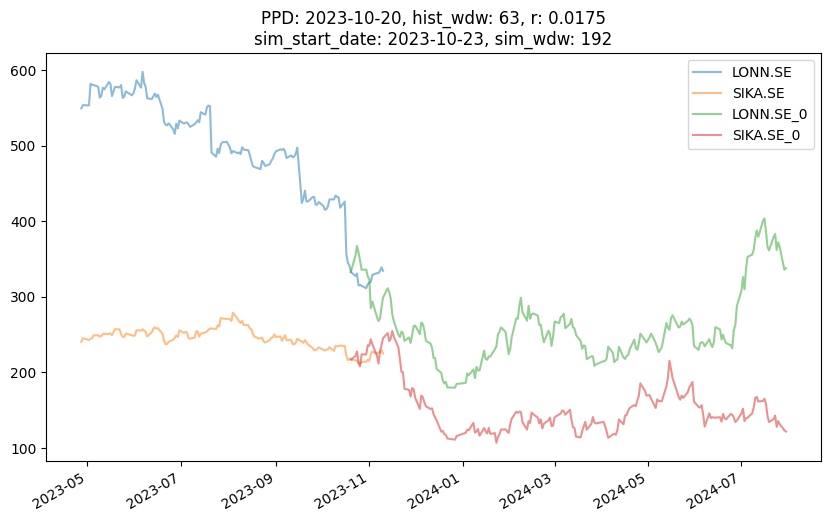 PPD: 2023-10-20, hist_wdw: 63, r: 0.0175
sim_start_date: 2023-10-23, sim_wdw: 192
LONN.SE
SIKA.SE
LONN.SE_0
SIKA.SE_0
600
500
400
300
200
100
2023-05
2023-07
2023-09
2023-11
2024-01
2024-03
2024-05
2024-07